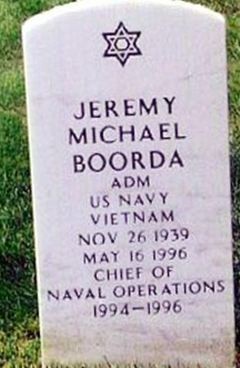 JEREMY
MICHAEL
BOORDA
ADM
US NAVY
VIETNAM
NOV 26 1939
MAY 16 1996
CHIEF OF
NAVAL OPERATIONS
1994–1996